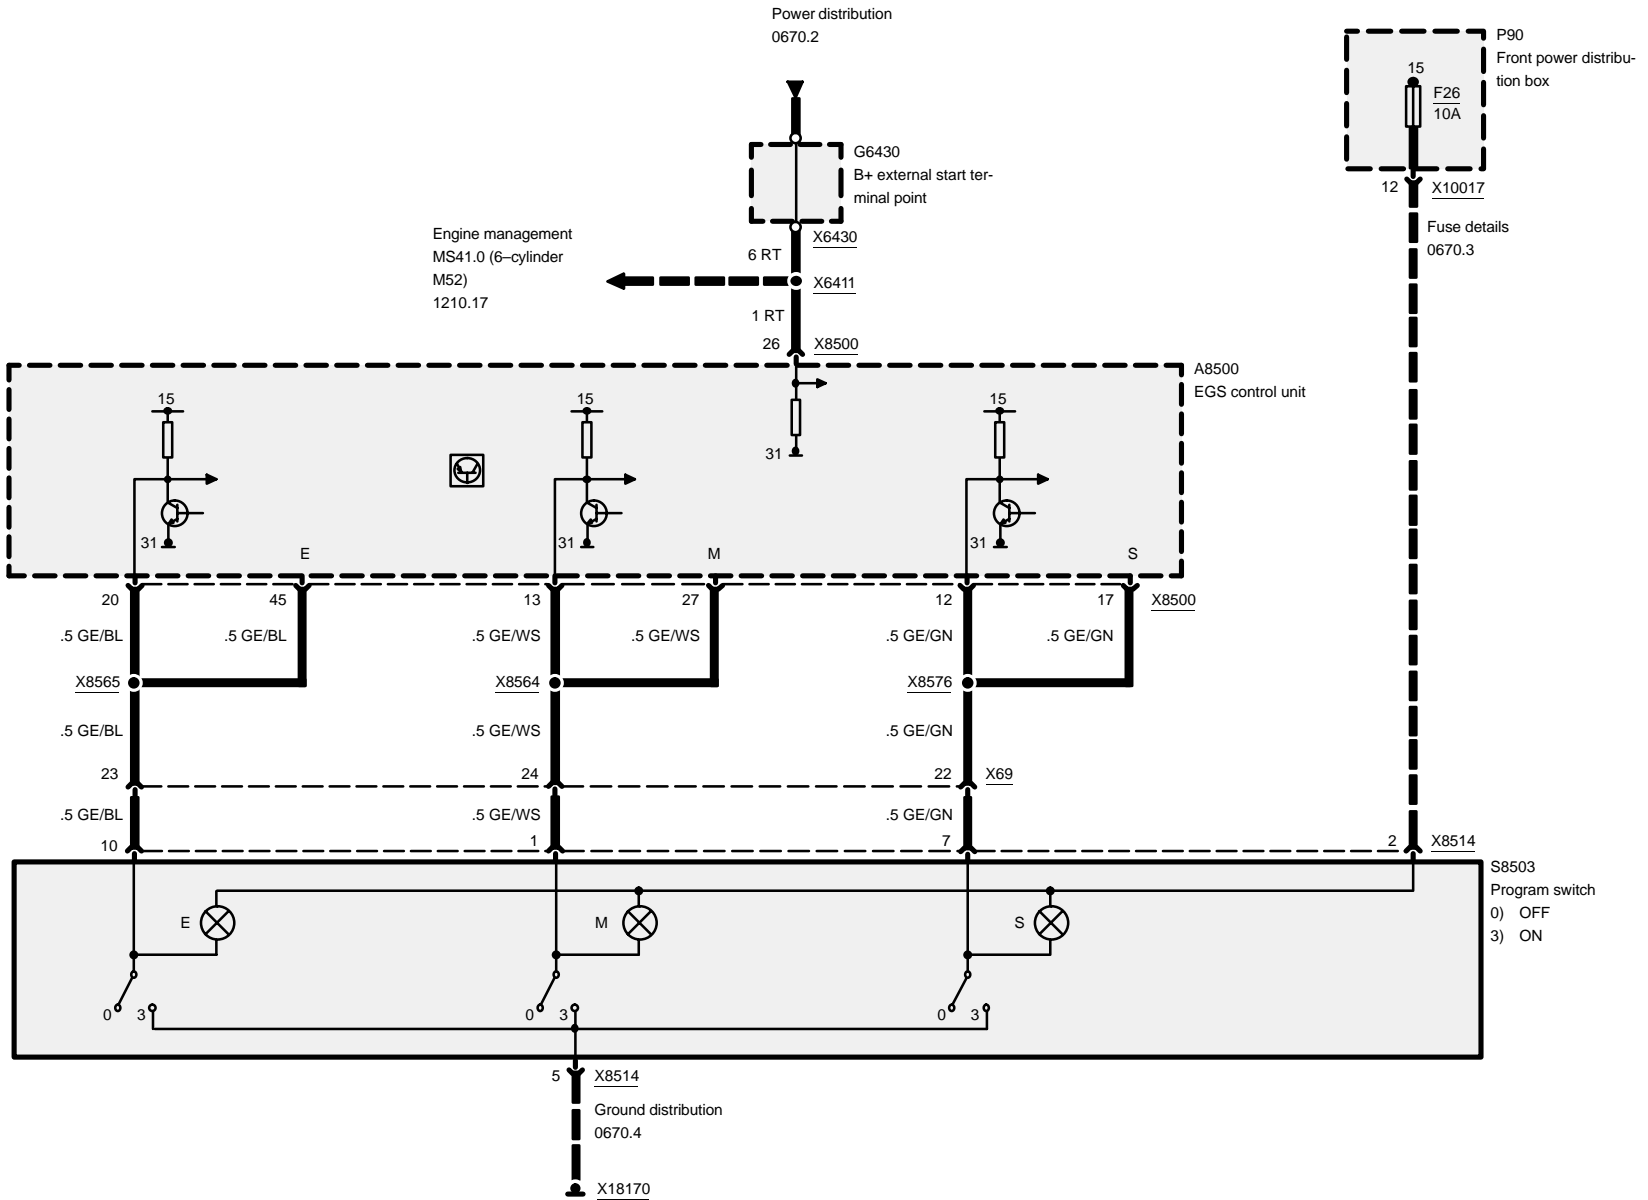 Power distribution
0670.2
P90
Front power distribu-
tion box
15
F26
10A
12 X10017
Fuse details
0670.3
G6430
B+ external start ter-
minal point
X6430
6 RT
Engine management
MS41.0 (6–cylinder
M52)
1210.17
X6411
1 RT
26 X8500
A8500
EGS control unit
15 15 15
31
31 31 31
E M S
20 45 13 27 12 17 X8500
.5 GE/BL .5 GE/BL .5 GE/WS .5 GE/WS .5 GE/GN .5 GE/GN
X8565 X8564 X8576
.5 GE/BL .5 GE/WS .5 GE/GN
23 24 22 X69
.5 GE/BL .5 GE/WS .5 GE/GN
10 1 7 2 X8514
S8503
Program switch
0) OFF
3) ON
E M S
0 3 0 3 0 3
5 X8514
Ground distribution
0670.4
X18170